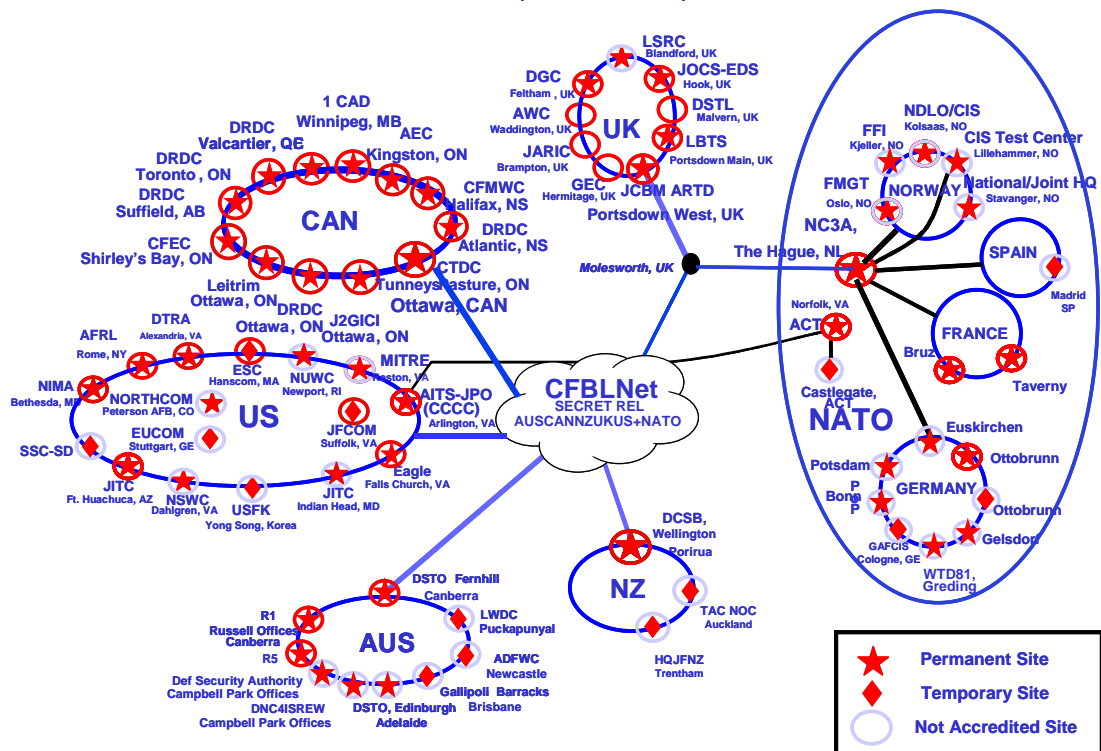 LSRC
Blandford, UK
DGC
Feltham , UK
JOCS-EDS
Hook, UK
AWC
Waddington, UK
UK
DSTL
Malvern, UK
JARIC
Brampton, UK
LBTS
Portsdown Main, UK
GEC
Hermitage, UK
JCBM ARTD
Portsdown West, UK
Molesworth, UK
1 CAD
Winnipeg, MB
DRDC
Valcartier, QC
AEC
Kingston, ON
DRDC
Toronto , ON
DRDC
Suffield, AB
CFMWC
Halifax, NS
CAN
DRDC
Atlantic, NS
CFEC
Shirley's Bay, ON
CTDC
Tunneys Pasture, ON
Ottawa, CAN
Leitrim
Ottawa, ON
DRDC
Ottawa, ON
J2GICI
Ottawa, ON
DTRA
Alexandria, VA
AFRL
Rome, NY
ESC
Hanscom, MA
NUWC
Newport, RI
MITRE
Reston, VA
NIMA
Bethesda, MD
NORTHCOM
Peterson AFB, CO
US
AITS-JPO
(CCCC)
Arlington, VA
JFCOM
Suffolk, VA
EUCOM
Stuttgart, GE
SSC-SD
Eagle
Falls Church, VA
JITC
Ft. Huachuca, AZ
NSWC
Dahlgren, VA
USFK
Yong Song, Korea
JITC
Indian Head, MD
CFBLNet
SECRET REL
AUSCANNZUKUS+NATO
NDLO/CIS
Kolsaas, NO
FFI
Kjeller, NO
CIS Test Center
Lillehammer, NO
FMGT
Oslo, NO
NORWAY
National/Joint HQ
Stavanger, NO
NC3A,
The Hague, NL
SPAIN
Madrid
SP
Norfolk, VA
ACT
FRANCE
Bruz
Taverny
Castlegate,
ACT
NATO
Euskirchen
Ottobrunn
Potsdam
P
P
P
Bonn
GERMANY
Ottobrunn
GAFCIS
Cologne, GE
Gelsdorf
WTD81,
Greding
DCSB,
Wellington
Porirua
NZ
TAC NOC
Auckland
HQJFNZ
Trentham
DSTO Fernhill
Canberra
R1
Russell Offices
Canberra
R5
LWDC
Puckapunyal
AUS
ADFWC
Newcastle
Def Security Authority
Campbell Park Offices
Gallipoli Barracks
Brisbane
DNC4ISREW
Campbell Park Offices
DSTO, Edinburgh
Adelaide
Permanent Site
Temporary Site
Not Accredited Site